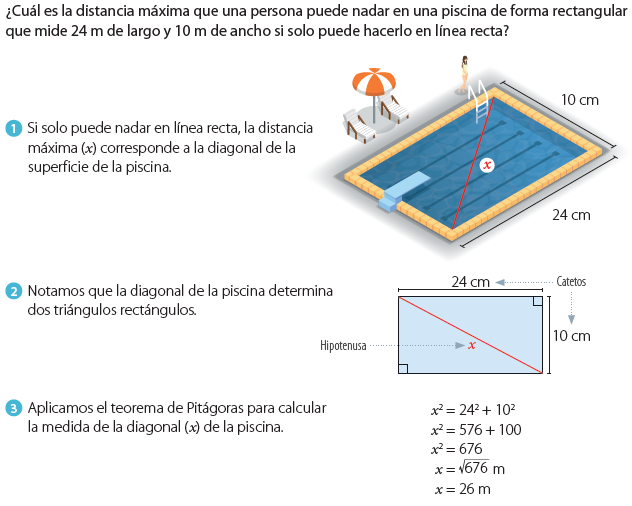 ¿Cuál es la distancia máxima que una persona puede nadar en una piscina de forma rectangular
que mide 24 m de largo y 10 m de ancho si solo puede hacerlo en línea recta?
10 cm
1 Si solo puede nadar en línea recta, la distancia
máxima (x) corresponde a la diagonal de la
superficie de la piscina.
x
24 cm
2 Notamos que la diagonal de la piscina determina
dos triángulos rectángulos.
24 cm
Catetos
10 cm
Hipotenusa
x
3 Aplicamos el teorema de Pitágoras para calcular
la medida de la diagonal (x) de la piscina.
x² = 24² + 10²
x² = 576 + 100
x² = 676
x = √676 m
x = 26 m